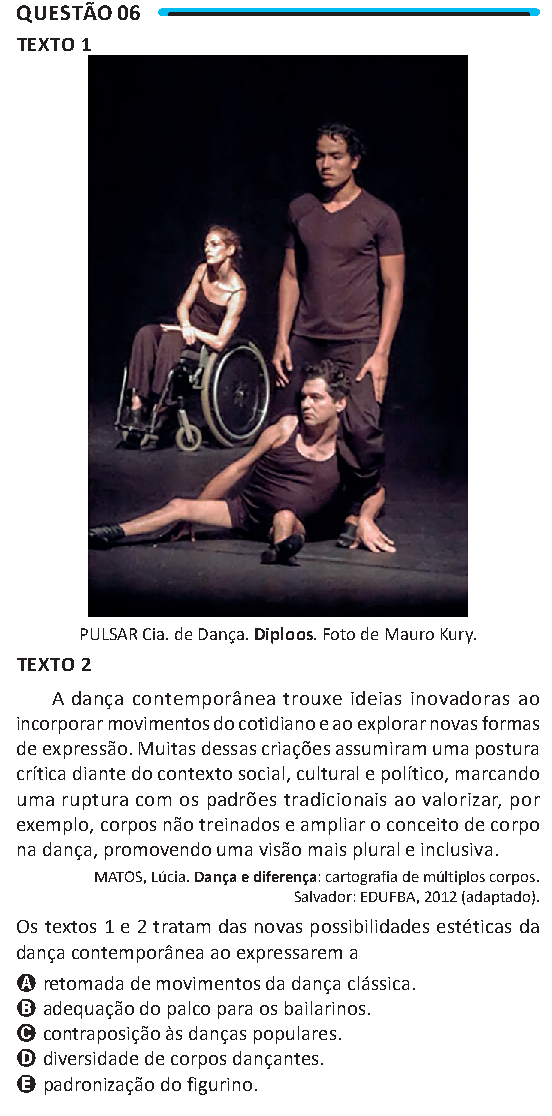 QUESTÃO 06
TEXTO 1
PULSAR Cia. de Dança. Diploos. Foto de Mauro Kury.
TEXTO 2
A dança contemporânea trouxe ideias inovadoras ao
incorporar movimentos do cotidiano e ao explorar novas formas
de expressão. Muitas dessas criações assumiram uma postura
crítica diante do contexto social, cultural e político, marcando
uma ruptura com os padrões tradicionais ao valorizar, por
exemplo, corpos não treinados e ampliar o conceito de corpo
na dança, promovendo uma visão mais plural e inclusiva.
MATOS, Lúcia. Dança e diferença: cartografia de múltiplos corpos.
Salvador: EDUFBA, 2012 (adaptado).
Os textos 1 e 2 tratam das novas possibilidades estéticas da
dança contemporânea ao expressarem a
A retomada de movimentos da dança clássica.
B adequação do palco para os bailarinos.
C contraposição às danças populares.
D diversidade de corpos dançantes.
E padronização do figurino.